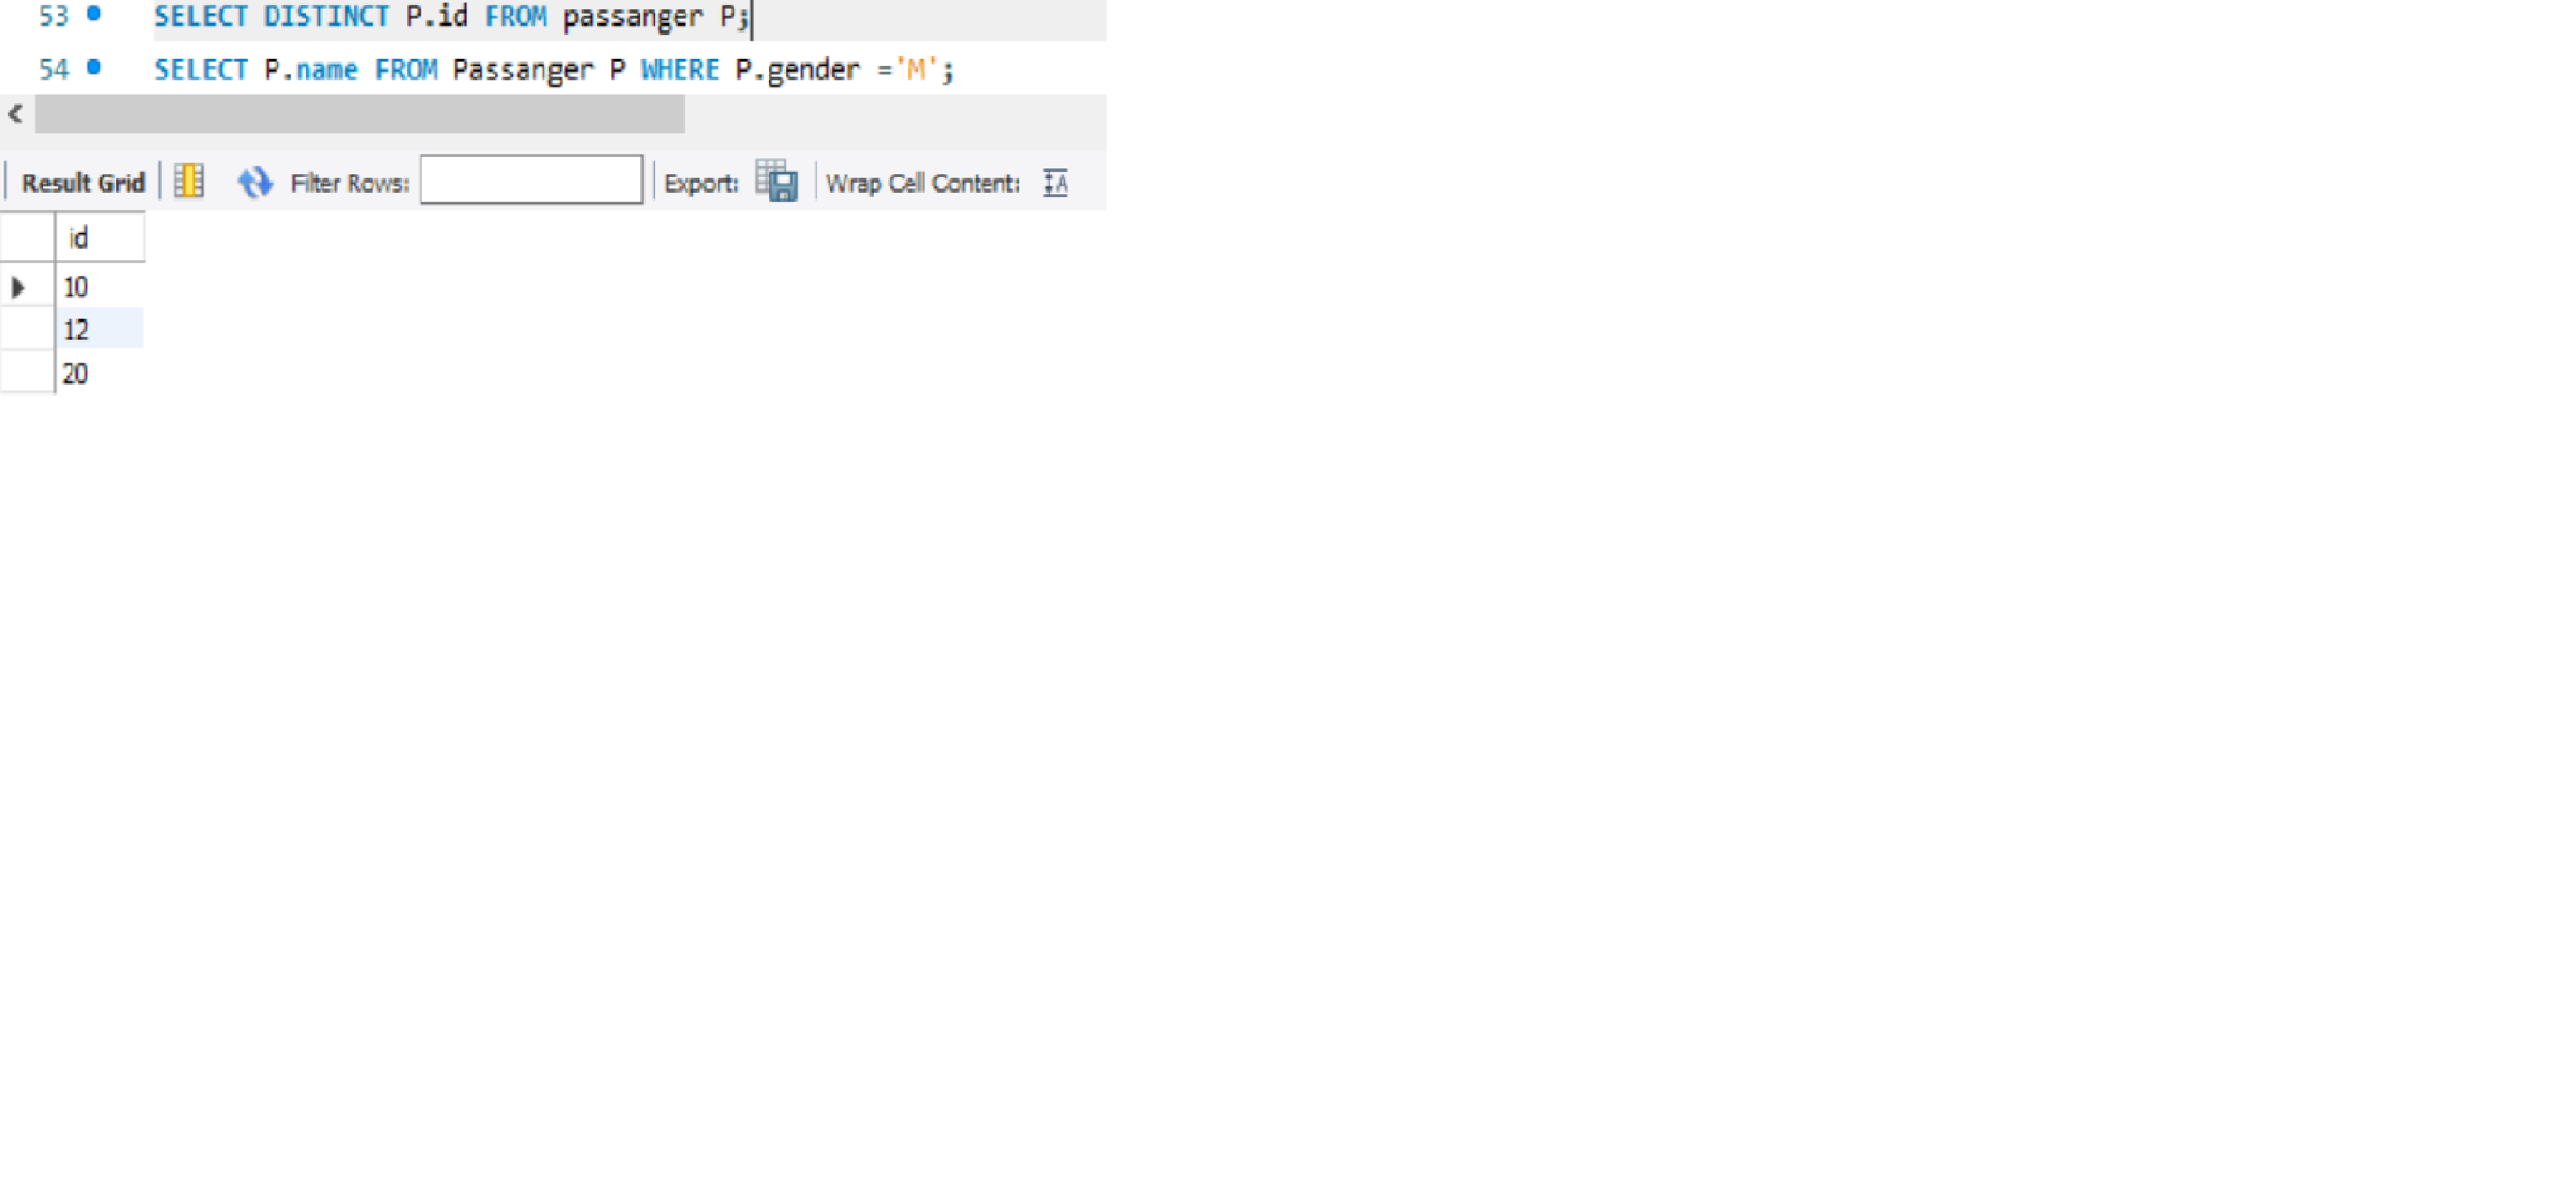 53 SELECT DISTINCT P.id FROM passanger P;
54 SELECT P.name FROM Passanger P WHERE P.gender ='M';
Result Grid Filter Rows: Export: Wrap Cell Content: IA
id
10
12
20